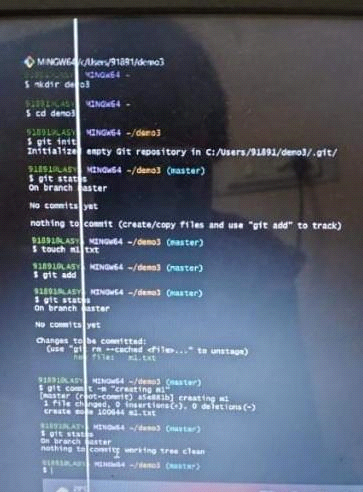 MINGW64:/c/Users/91891/demo3
MINGW64 ~
$ mkdir demo3
MINGW64 ~
$ cd demo3
MINGW64 ~/demo3
$ git init
Initialized empty Git repository in C:/Users/91891/demo3/.git/
MINGW64 ~/demo3 (master)
$ git status
On branch master
No commits yet
nothing to commit (create/copy files and use "git add" to track)
MINGW64 ~/demo3 (master)
$ touch m1.txt
MINGW64 ~/demo3 (master)
$ git add
MINGW64 ~/demo3 (master)
$ git status
On branch master
No commits yet
Changes to be committed:
(use "git rm --cached <file>..." to unstage)
new file: m1.txt
MINGW64 ~/demo3 (master)
$ git commit -m "creating m1"
[master (root-commit) a5e881b] creating m1
1 file changed, 0 insertions(+), 0 deletions(-)
create mode 100644 m1.txt
MINGW64 ~/demo3 (master)
$ git status
On branch master
nothing to commit, working tree clean
MINGW64 ~/demo3 (master)
$